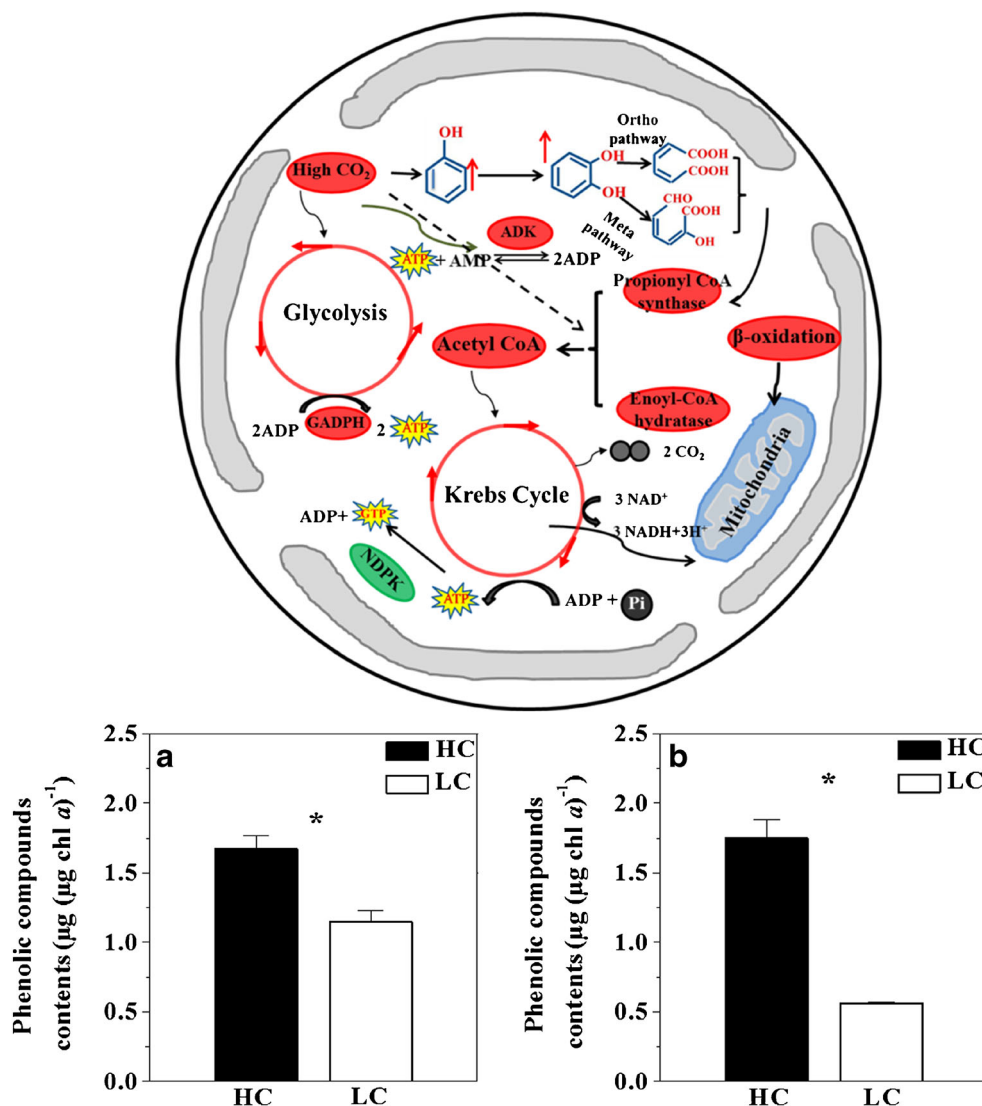 Ortho
pathway
OH
OH
COOH
COOH
High CO₂
OH
CHO
COOH
OH
Meta
pathway
ADK
ATP + AMP
2ADP
Propionyl CoA
synthase
Glycolysis
Acetyl CoA
β-oxidation
Enoyl-CoA
hydratase
2ADP
GADPH
2
ATP
2 CO₂
Mitochondria
Krebs Cycle
3 NAD⁺
3 NADH+3H⁺
ADP+
GTP
NDPK
ATP
ADP +
Pi
a
HC
LC
*
2.5
2.0
1.5
1.0
0.5
0.0
Phenolic compounds
contents (µg (µg chl a)⁻¹)
HC
LC
b
HC
LC
*
2.5
2.0
1.5
1.0
0.5
0.0
Phenolic compounds
contents (µg (µg chl a)⁻¹)
HC
LC